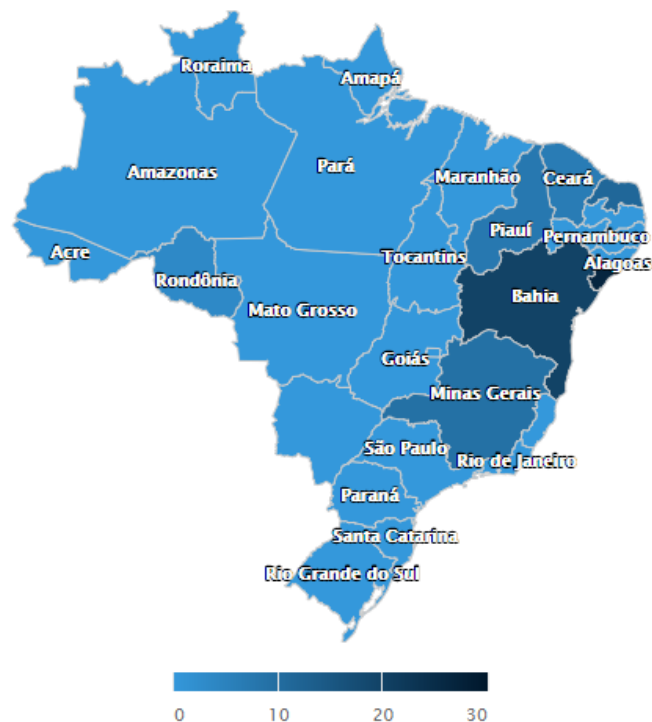 Roraima
Amapá
Amazonas
Pará
Maranhão
Ceará
Piauí
Pernambuco
Acre
Tocantins
Alagoas
Rondônia
Bahia
Mato Grosso
Goiás
Minas Gerais
São Paulo
Rio de Janeiro
Paraná
Santa Catarina
Rio Grande do Sul
0 10 20 30